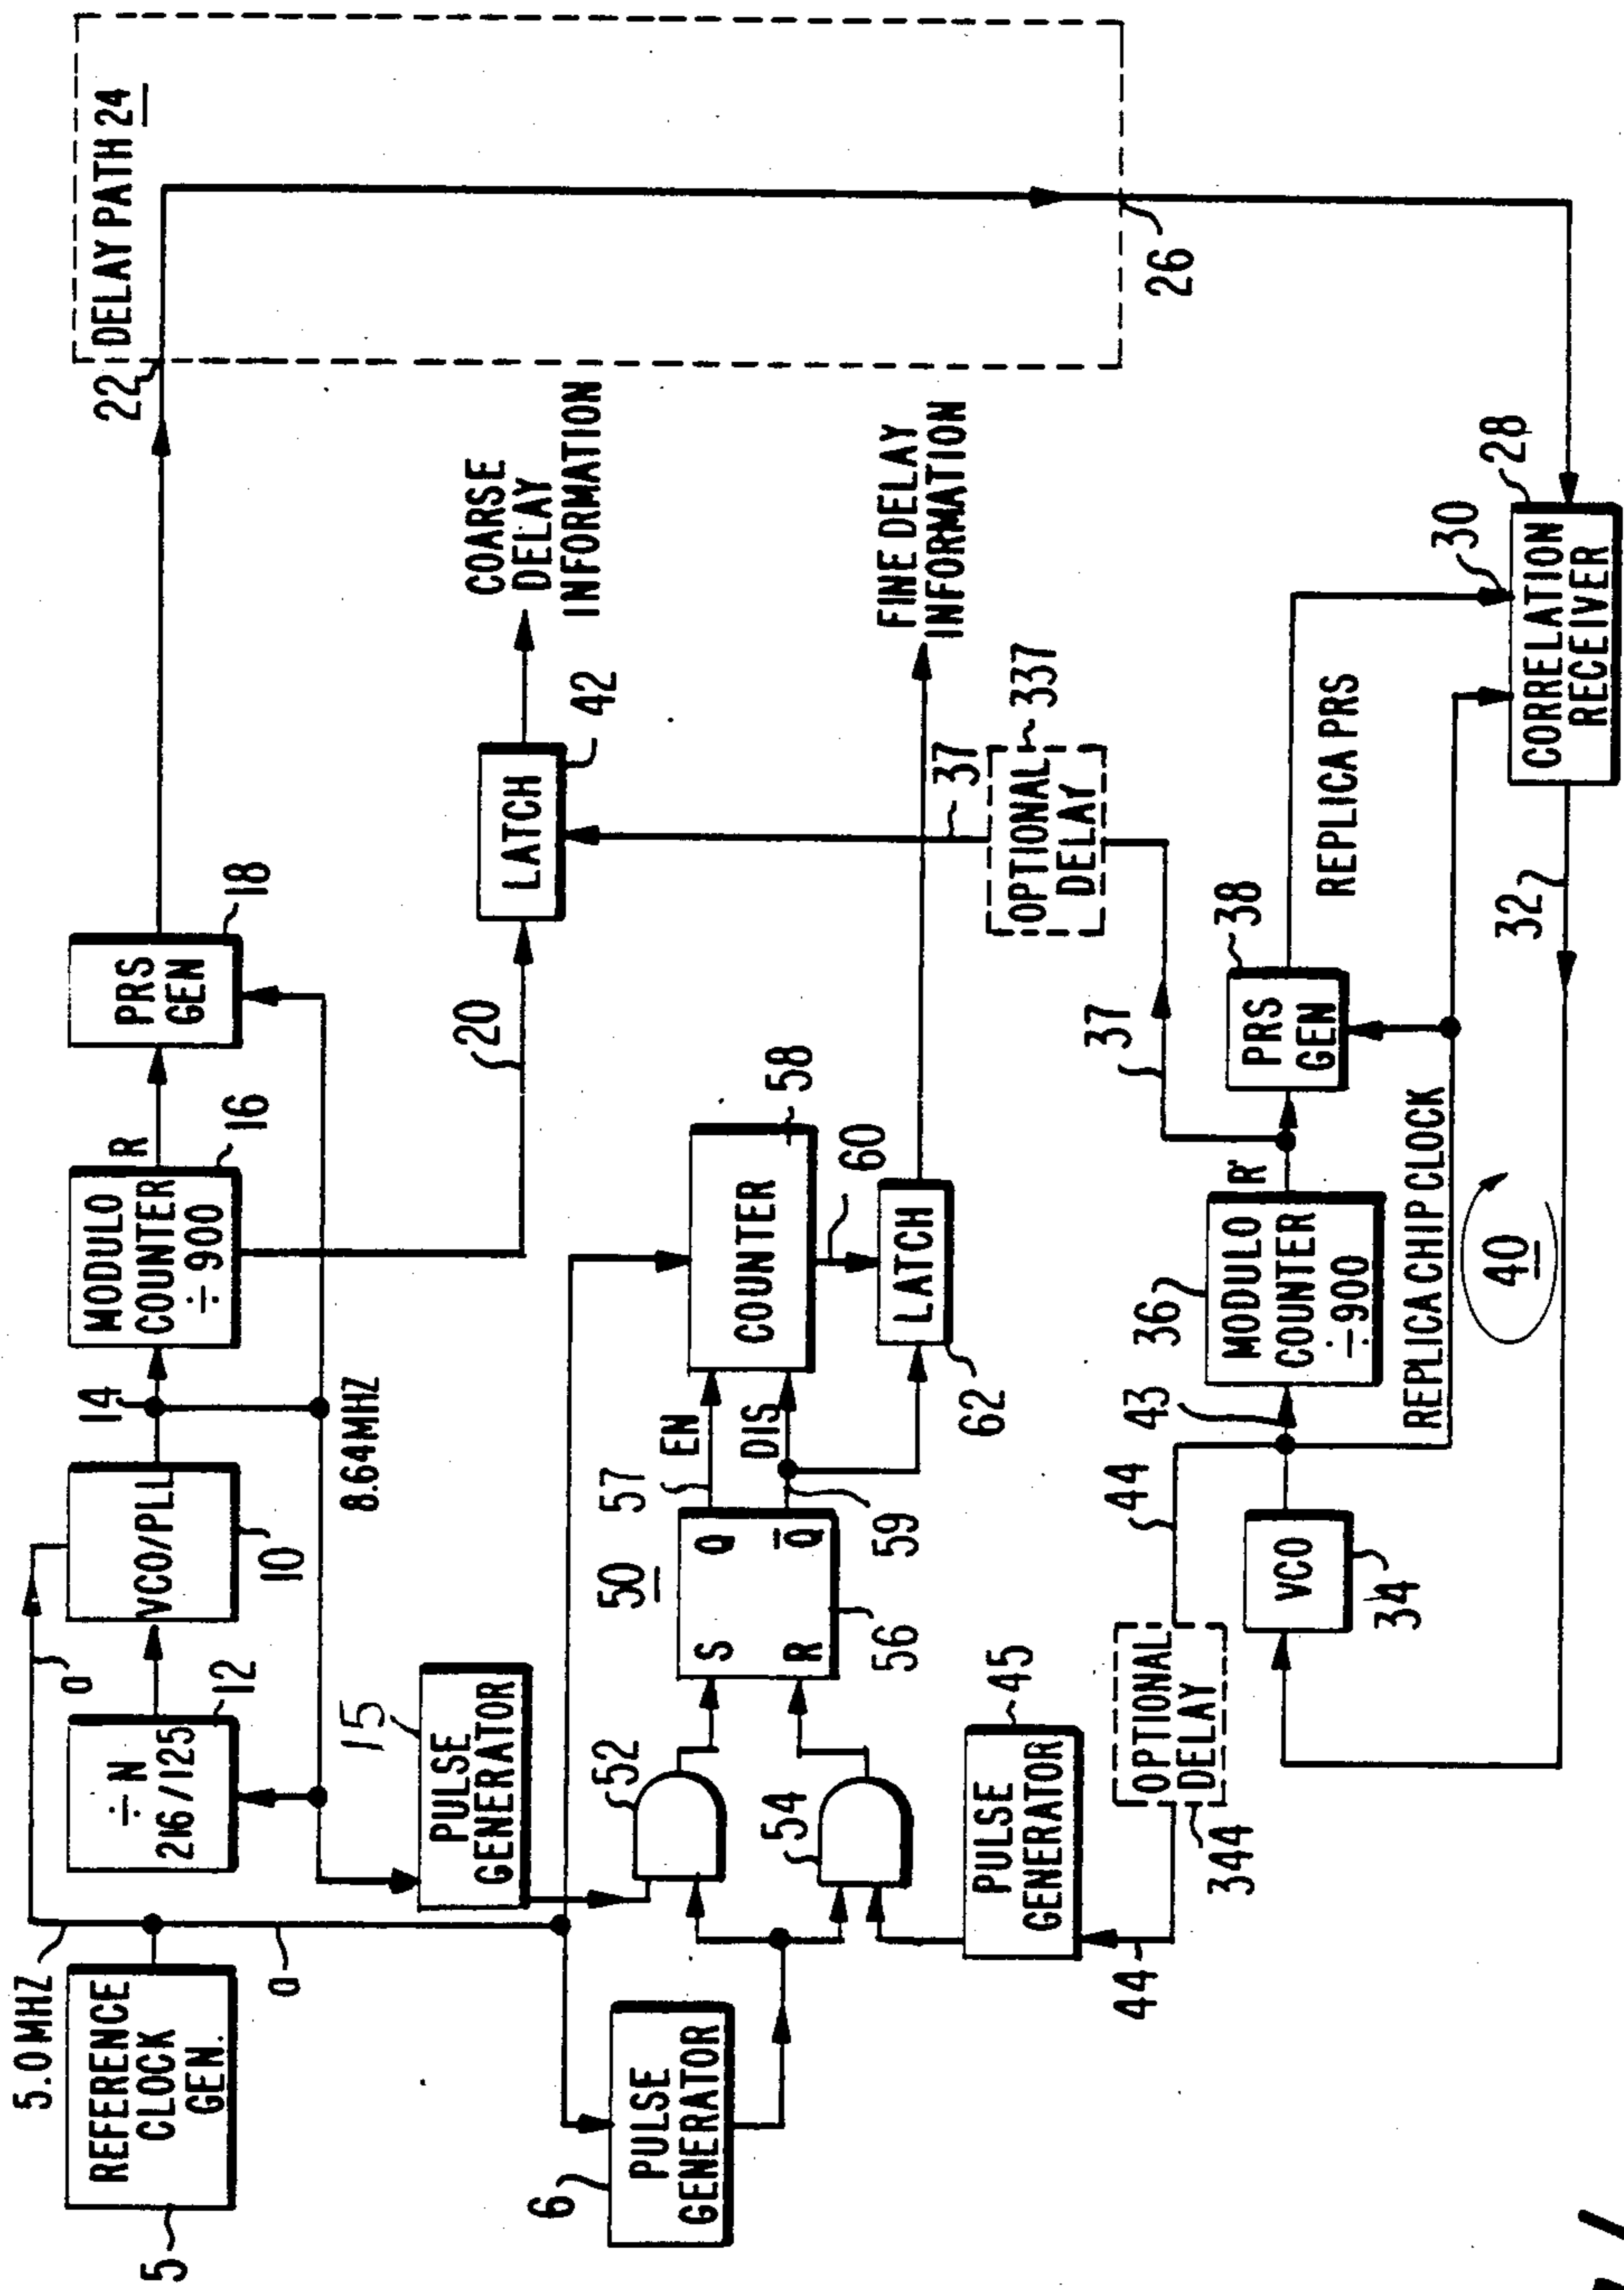 5.0 MHZ
REFERENCE
CLOCK
GEN.
5
a
a
÷ N
216/125
12
VCO/PLL
10
14
8.64 MHZ
MODULO
COUNTER
÷ 900
16
R
PRS
GEN
18
22
DELAY PATH 24
26
20
LATCH
42
COARSE
DELAY
INFORMATION
15
PULSE
GENERATOR
6
PULSE
GENERATOR
52
54
50
S Q
R Q̅
56
57
EN
DIS
59
COUNTER
58
60
LATCH
62
FINE DELAY
INFORMATION
PULSE
GENERATOR
45
44
OPTIONAL
DELAY
344
44
VCO
34
43
36
MODULO
COUNTER
÷ 900
R'
37
PRS
GEN
38
OPTIONAL
DELAY
337
37
REPLICA PRS
REPLICA CHIP CLOCK
40
32
30
28
CORRELATION
RECEIVER